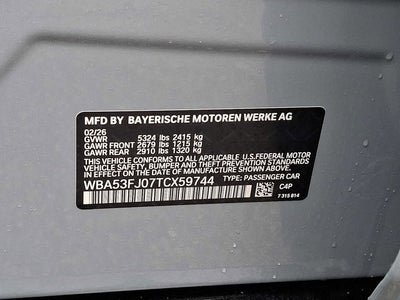 MFD BY BAYERISCHE MOTOREN WERKE AG
02/26
GVWR 5324 lbs 2415 kg
GAWR FRONT 2679 lbs 1215 kg
GAWR REAR 2910 lbs 1320 kg
THIS VEHICLE CONFORMS TO ALL APPLICABLE U.S.FEDERAL MOTOR
VEHICLE SAFETY, BUMPER AND THEFT PREVENTION STANDARDS
IN EFFECT ON THE DATE OF MANUFACTURE SHOWN ABOVE.
WBA53FJ07TCX59744 TYPE: PASSENGER CAR
C4P
7 315 814